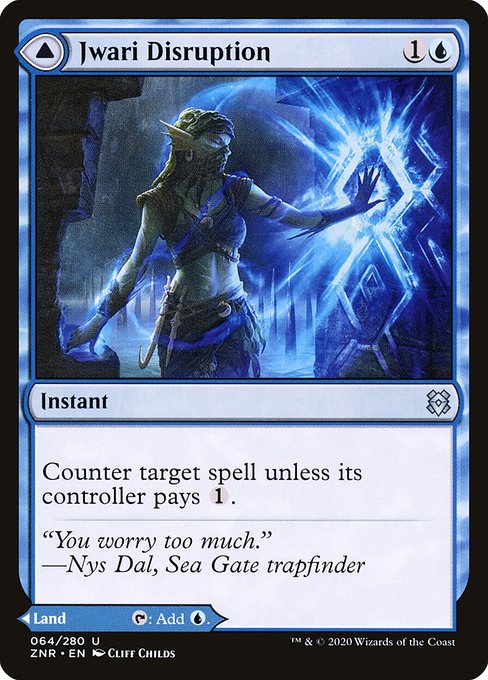 Jwari Disruption 1
Instant
Counter target spell unless its
controller pays 1.
“You worry too much.”
—Nys Dal, Sea Gate trapfinder
Land : Add .
064/280 U
ZNR • EN Cliff Childs
™ & © 2020 Wizards of the Coast